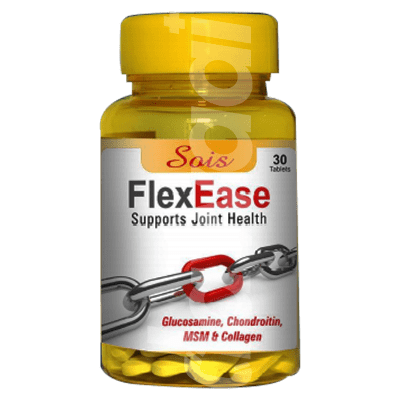 Sois
30
Tablets
FlexEase
Supports Joint Health
Glucosamine, Chondroitin,
MSM & Collagen